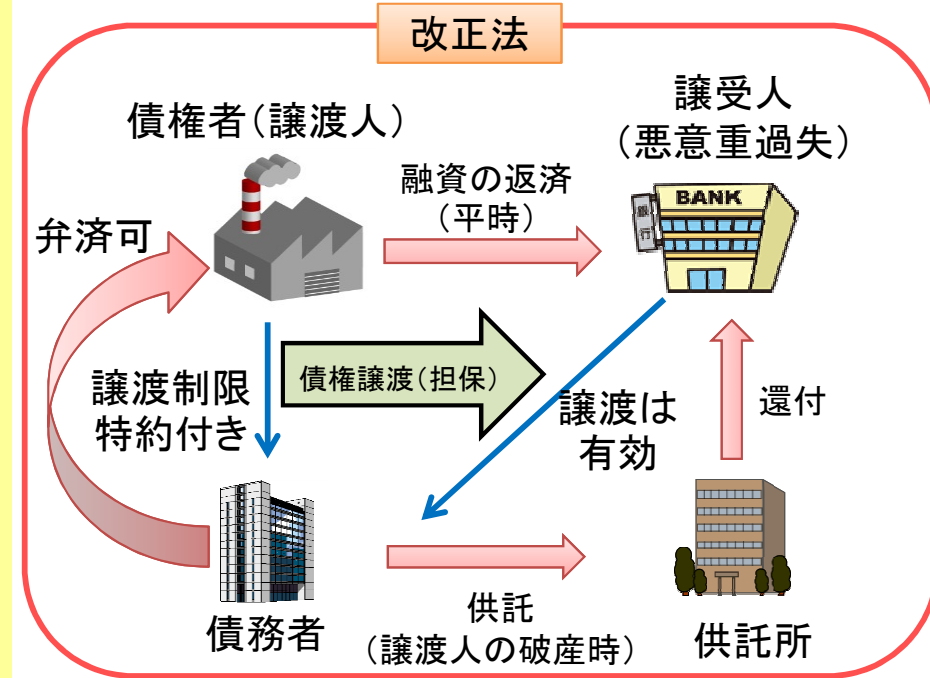 改正法
債権者(譲渡人)
譲受人
(悪意重過失)
融資の返済
(平時)
BANK
弁済可
債権譲渡(担保)
譲渡制限
特約付き
譲渡は
有効
還付
債務者
供託
(譲渡人の破産時)
供託所